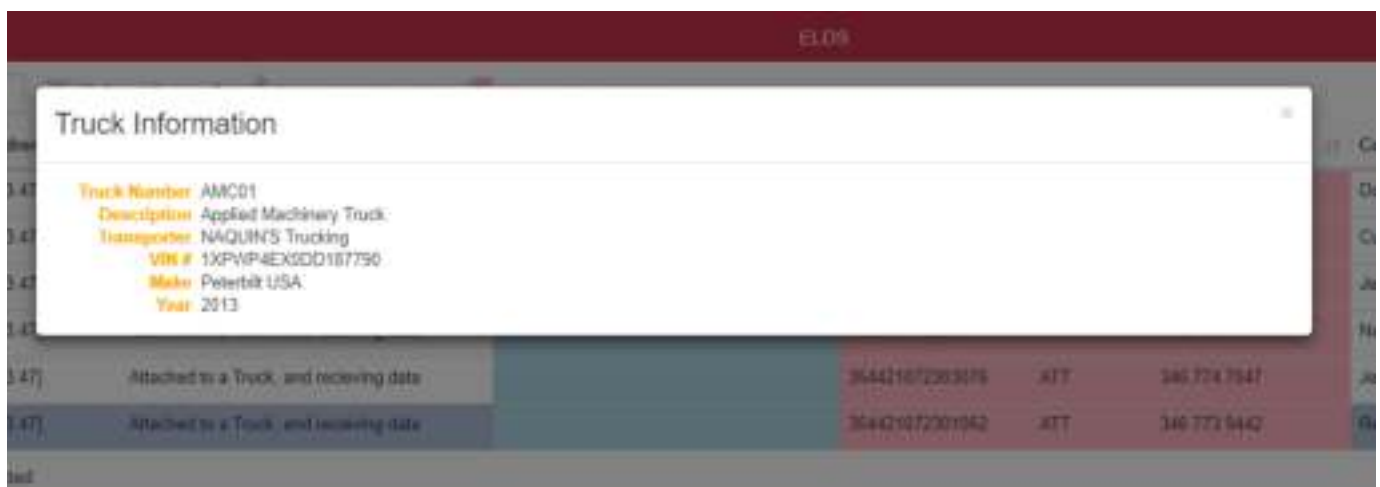 ELDS
Truck Information
×
Truck Number AMC01
Description Applied Machinery Truck
Transporter NAQUIN'S Trucking
VIN # 1XPWP4EX0DD187790
Make Peterbilt USA
Year 2013
Attached to a Truck, and recieving data ATT 346 774 7847
Attached to a Truck, and recieving data ATT 346 773 9442